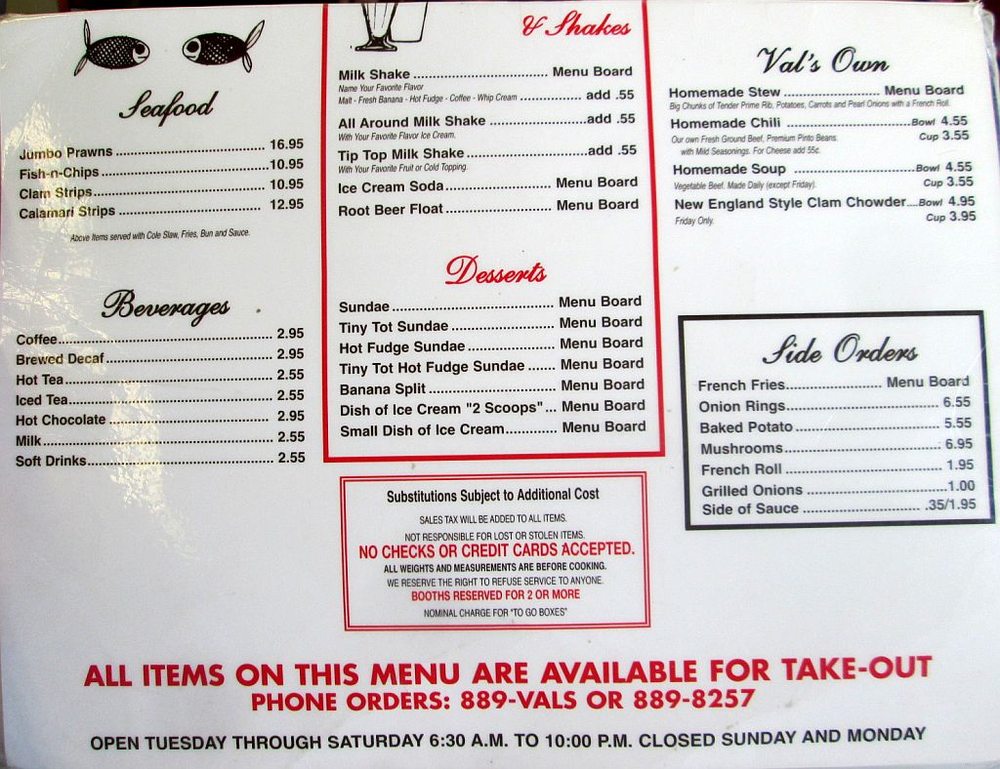 Seafood
Jumbo Prawns 16.95
Fish-n-Chips 10.95
Clam Strips 10.95
Calamari Strips 12.95
Above Items served with Cole Slaw, Fries, Bun and Sauce.
Beverages
Coffee 2.95
Brewed Decaf 2.95
Hot Tea 2.55
Iced Tea 2.55
Hot Chocolate 2.95
Milk 2.55
Soft Drinks 2.55
& Shakes
Milk Shake Menu Board
Name Your Favorite Flavor
Malt - Fresh Banana - Hot Fudge - Coffee - Whip Cream add .55
All Around Milk Shake add .55
With Your Favorite Flavor Ice Cream.
Tip Top Milk Shake add .55
With Your Favorite Fruit or Cold Topping.
Ice Cream Soda Menu Board
Root Beer Float Menu Board
Desserts
Sundae Menu Board
Tiny Tot Sundae Menu Board
Hot Fudge Sundae Menu Board
Tiny Tot Hot Fudge Sundae Menu Board
Banana Split Menu Board
Dish of Ice Cream "2 Scoops" Menu Board
Small Dish of Ice Cream Menu Board
Substitutions Subject to Additional Cost
SALES TAX WILL BE ADDED TO ALL ITEMS.
NOT RESPONSIBLE FOR LOST OR STOLEN ITEMS.
NO CHECKS OR CREDIT CARDS ACCEPTED.
ALL WEIGHTS AND MEASUREMENTS ARE BEFORE COOKING.
WE RESERVE THE RIGHT TO REFUSE SERVICE TO ANYONE.
BOOTHS RESERVED FOR 2 OR MORE
NOMINAL CHARGE FOR "TO GO BOXES"
Val's Own
Homemade Stew Menu Board
Big Chunks of Tender Prime Rib, Potatoes, Carrots and Pearl Onions with a French Roll.
Homemade Chili Bowl 4.55
Our own Fresh Ground Beef, Premium Pinto Beans Cup 3.55
with Mild Seasonings. For Cheese add 55¢.
Homemade Soup Bowl 4.55
Vegetable Beef. Made Daily (except Friday). Cup 3.55
New England Style Clam Chowder Bowl 4.95
Friday Only. Cup 3.95
Side Orders
French Fries Menu Board
Onion Rings 6.55
Baked Potato 5.55
Mushrooms 6.95
French Roll 1.95
Grilled Onions 1.00
Side of Sauce .35/1.95
ALL ITEMS ON THIS MENU ARE AVAILABLE FOR TAKE-OUT
PHONE ORDERS: 889-VALS OR 889-8257
OPEN TUESDAY THROUGH SATURDAY 6:30 A.M. TO 10:00 P.M. CLOSED SUNDAY AND MONDAY